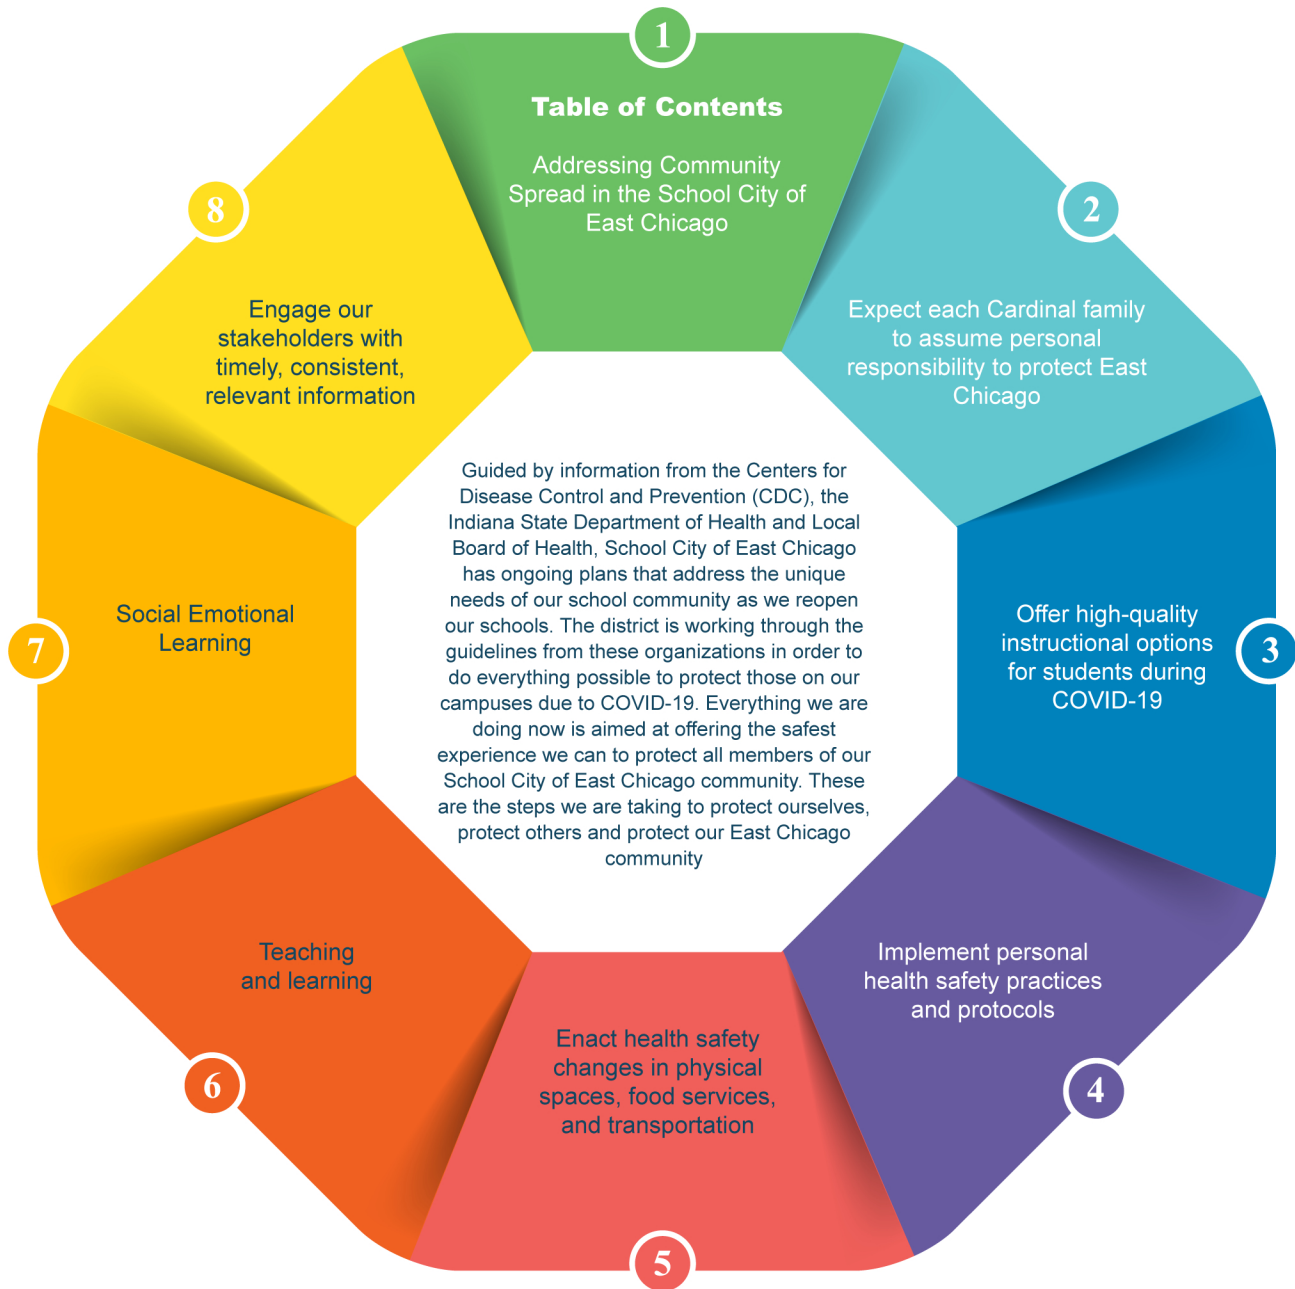 1
Table of Contents
Addressing Community
Spread in the School City of
East Chicago
2
Expect each Cardinal family
to assume personal
responsibility to protect East
Chicago
3
Offer high-quality
instructional options
for students during
COVID-19
4
Implement personal
health safety practices
and protocols
5
Enact health safety
changes in physical
spaces, food services,
and transportation
6
Teaching
and learning
7
Social Emotional
Learning
8
Engage our
stakeholders with
timely, consistent,
relevant information
Guided by information from the Centers for
Disease Control and Prevention (CDC), the
Indiana State Department of Health and Local
Board of Health, School City of East Chicago
has ongoing plans that address the unique
needs of our school community as we reopen
our schools. The district is working through the
guidelines from these organizations in order to
do everything possible to protect those on our
campuses due to COVID-19. Everything we are
doing now is aimed at offering the safest
experience we can to protect all members of our
School City of East Chicago community. These
are the steps we are taking to protect ourselves,
protect others and protect our East Chicago
community